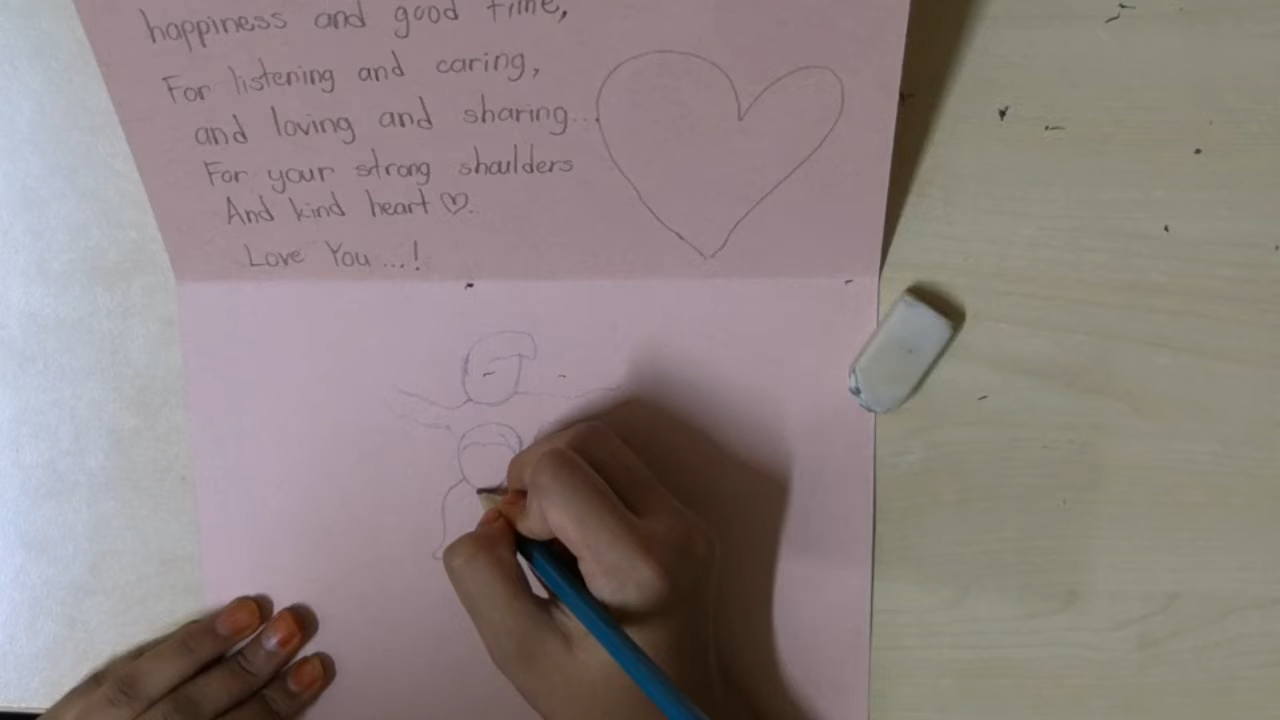 happiness and good time,
For listening and caring,
and loving and sharing...
For your strong shoulders
And kind heart ♡..
Love You...!